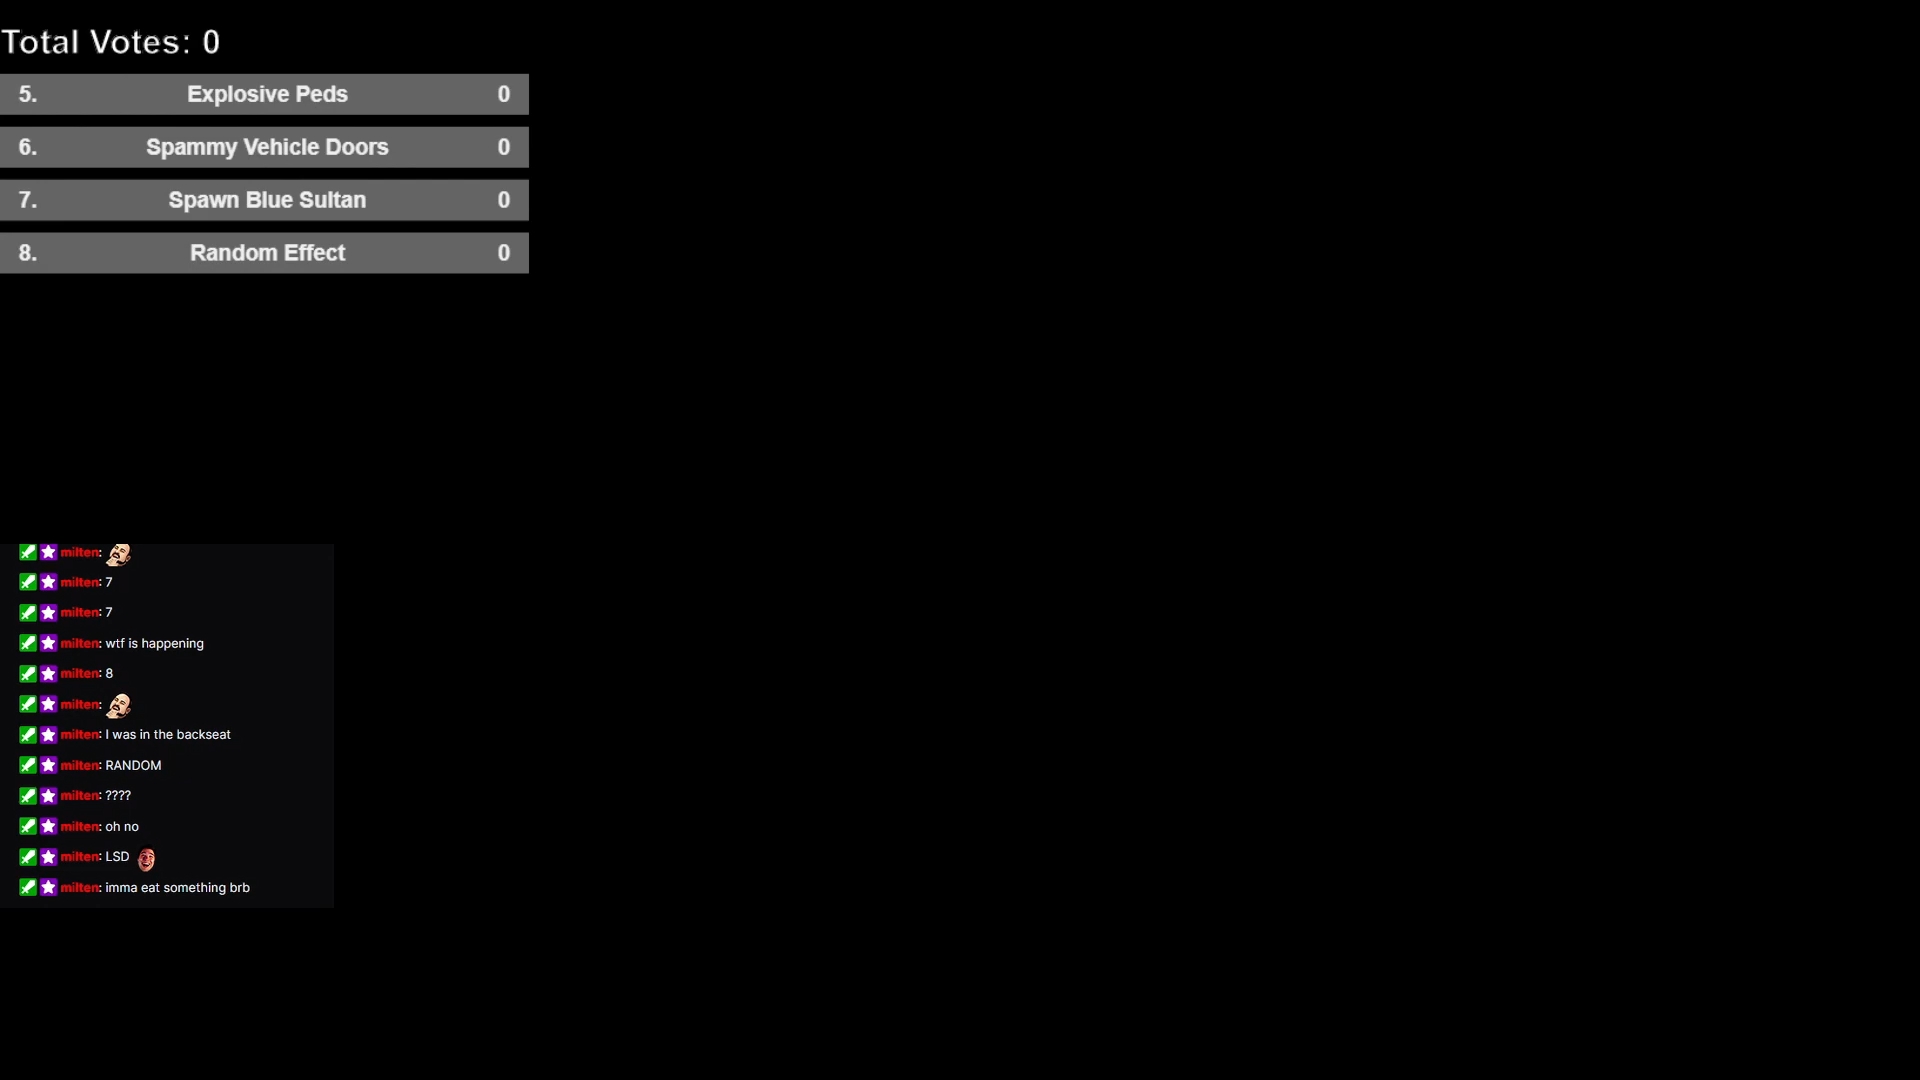 Total Votes: 0
5. Explosive Peds 0
6. Spammy Vehicle Doors 0
7. Spawn Blue Sultan 0
8. Random Effect 0
milten:
milten: 7
milten: 7
milten: wtf is happening
milten: 8
milten:
milten: I was in the backseat
milten: RANDOM
milten: ????
milten: oh no
milten: LSD
milten: imma eat something brb